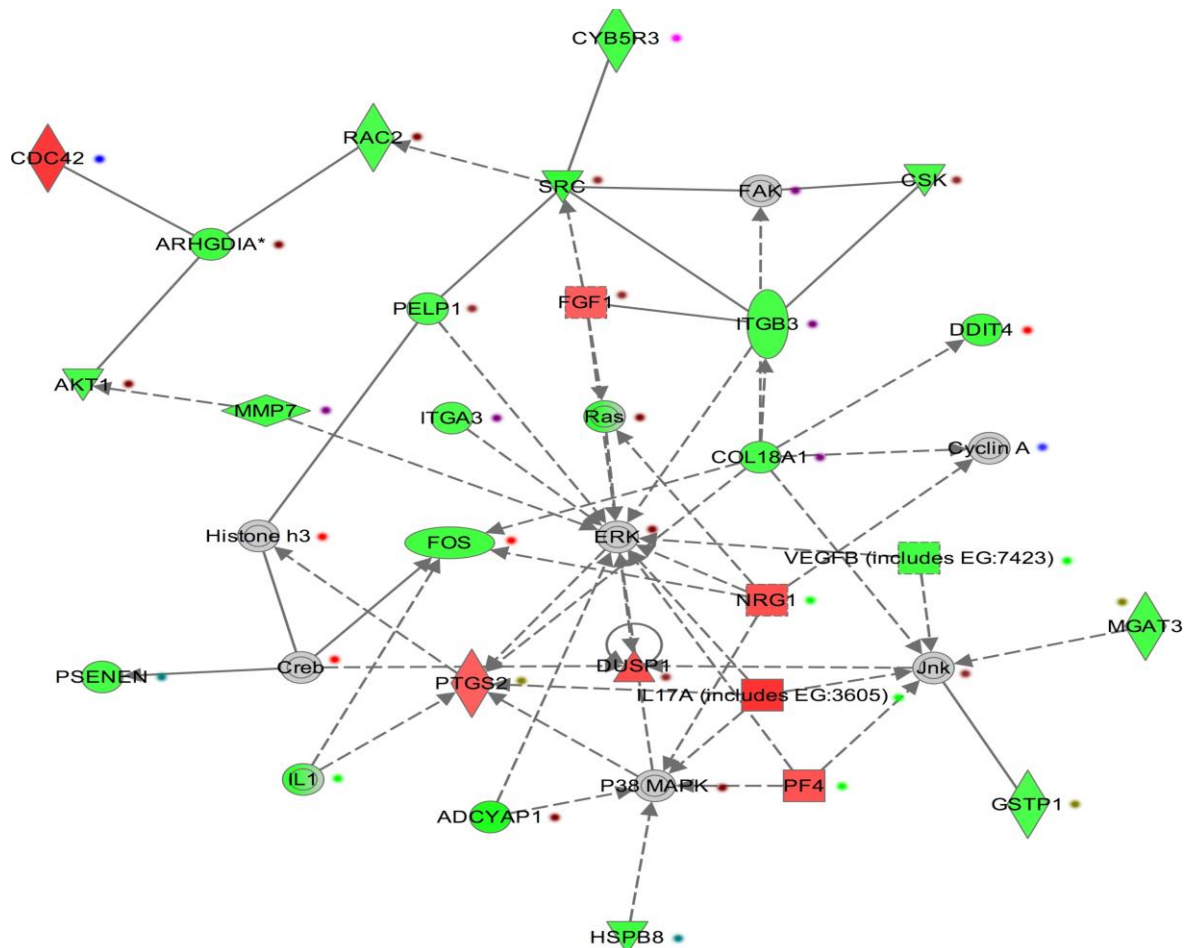 CYB5R3
RAC2
CDC42
SRC
FAK
CSK
ARHGDIA*
PELP1
FGF1
ITGB3
DDIT4
AKT1
MMP7
ITGA3
Ras
COL18A1
Cyclin A
Histone h3
FOS
ERK
VEGFB (includes EG:7423)
NRG1
MGAT3
PSENEN
Creb
PTGS2
DUSP1
Jnk
IL17A (includes EG:3605)
IL1
P38 MAPK
PF4
ADCYAP1
GSTP1
HSPB8